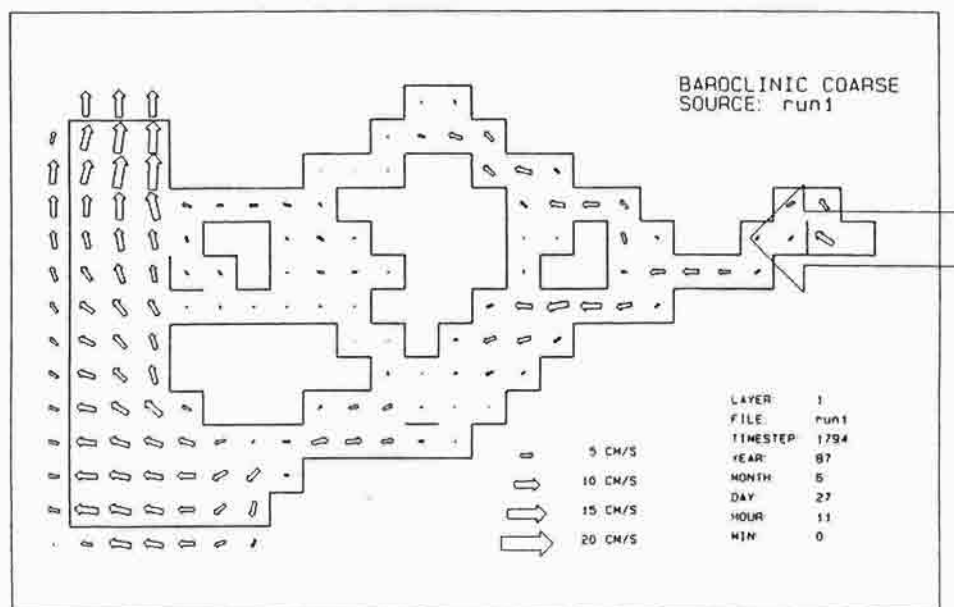 BAROCLINIC COARSE
SOURCE: run1
LAYER: 1
FILE: run1
TIMESTEP: 1794
YEAR: 87
MONTH: 5
DAY: 27
HOUR: 11
MIN: 0
5 CM/S
10 CM/S
15 CM/S
20 CM/S